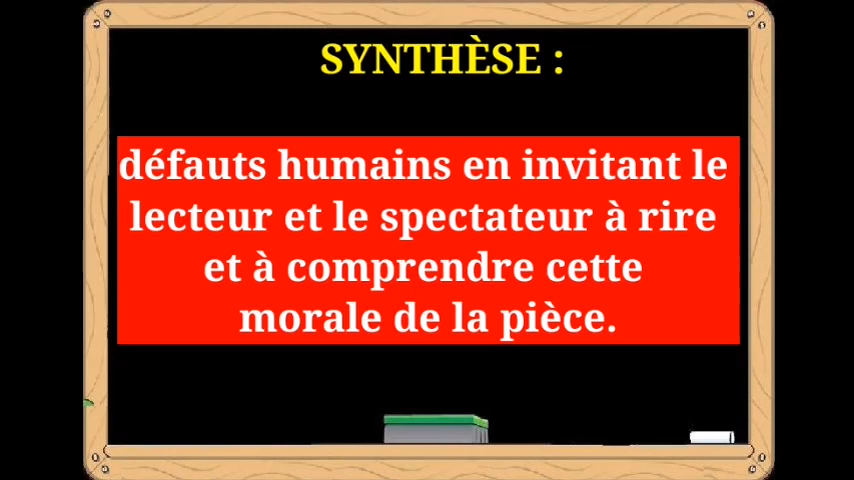 SYNTHÈSE :
défauts humains en invitant le
lecteur et le spectateur à rire
et à comprendre cette
morale de la pièce.